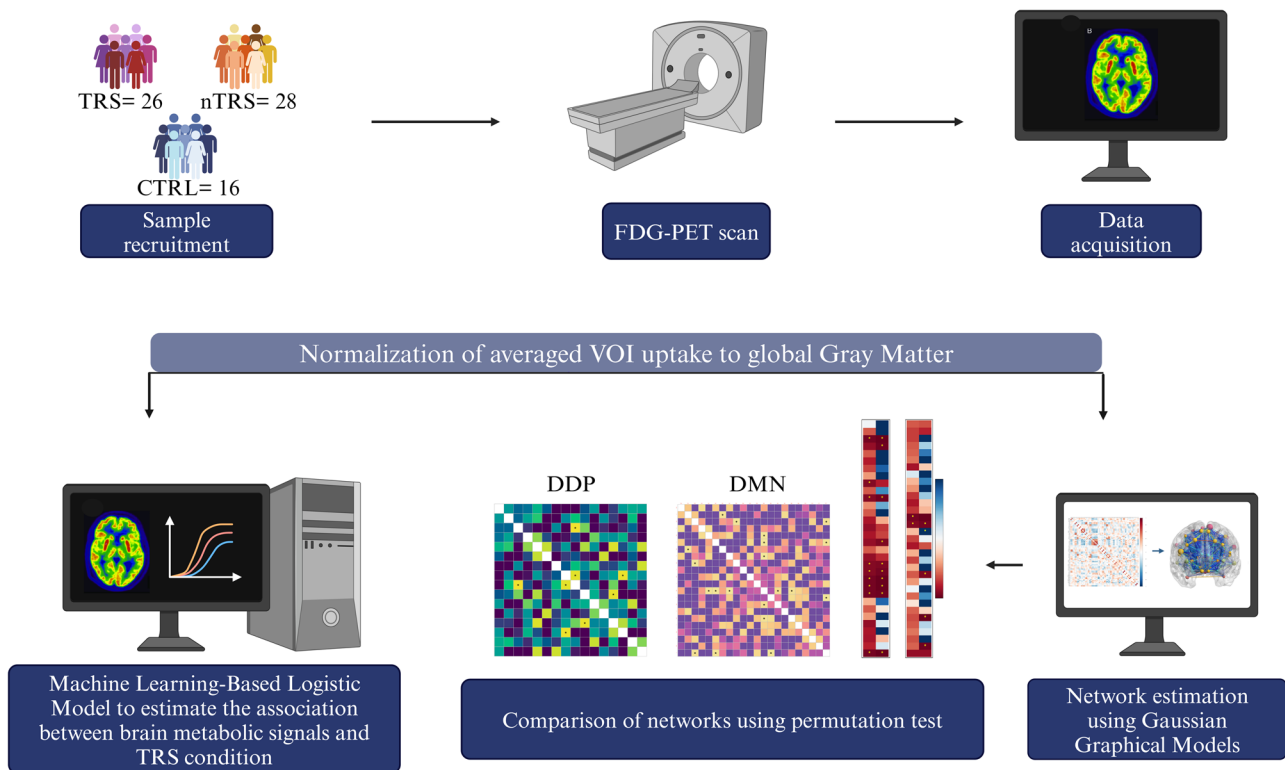 TRS= 26
nTRS= 28
CTRL= 16
Sample
recruitment
FDG-PET scan
B
Data
acquisition
Normalization of averaged VOI uptake to global Gray Matter
DDP
DMN
Machine Learning-Based Logistic
Model to estimate the association
between brain metabolic signals and
TRS condition
Comparison of networks using permutation test
Network estimation
using Gaussian
Graphical Models